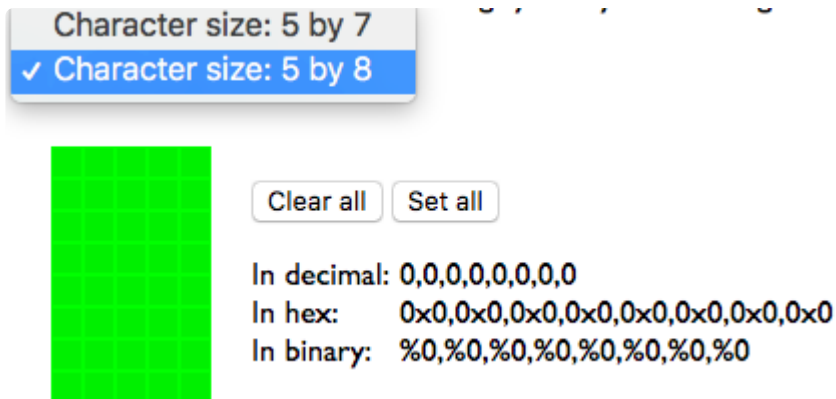 Character size: 5 by 7
✓ Character size: 5 by 8
Clear all Set all
In decimal: 0,0,0,0,0,0,0,0
In hex: 0x0,0x0,0x0,0x0,0x0,0x0,0x0,0x0
In binary: %0,%0,%0,%0,%0,%0,%0,%0